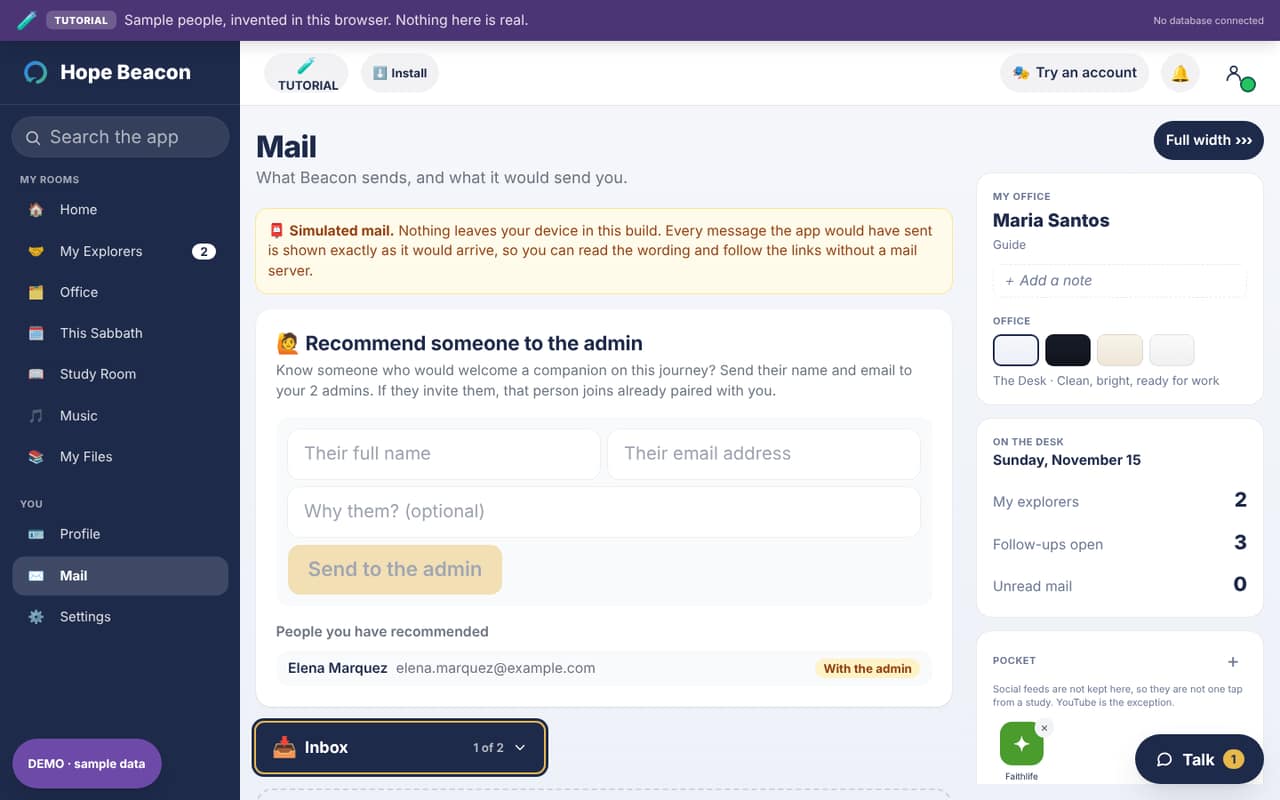 TUTORIAL Sample people, invented in this browser. Nothing here is real.
No database connected
Hope Beacon
Search the app
MY ROOMS
Home
My Explorers 2
Office
This Sabbath
Study Room
Music
My Files
YOU
Profile
Mail
Settings
DEMO · sample data
TUTORIAL
Install
Try an account
Mail
What Beacon sends, and what it would send you.
Full width ›››
Simulated mail. Nothing leaves your device in this build. Every message the app would have sent
is shown exactly as it would arrive, so you can read the wording and follow the links without a mail
server.
Recommend someone to the admin
Know someone who would welcome a companion on this journey? Send their name and email to
your 2 admins. If they invite them, that person joins already paired with you.
Their full name
Their email address
Why them? (optional)
Send to the admin
People you have recommended
Elena Marquez elena.marquez@example.com With the admin
Inbox 1 of 2
MY OFFICE
Maria Santos
Guide
+ Add a note
OFFICE
The Desk · Clean, bright, ready for work
ON THE DESK
Sunday, November 15
My explorers 2
Follow-ups open 3
Unread mail 0
POCKET +
Social feeds are not kept here, so they are not one tap
from a study. YouTube is the exception.
×
Faithlife
Talk 1